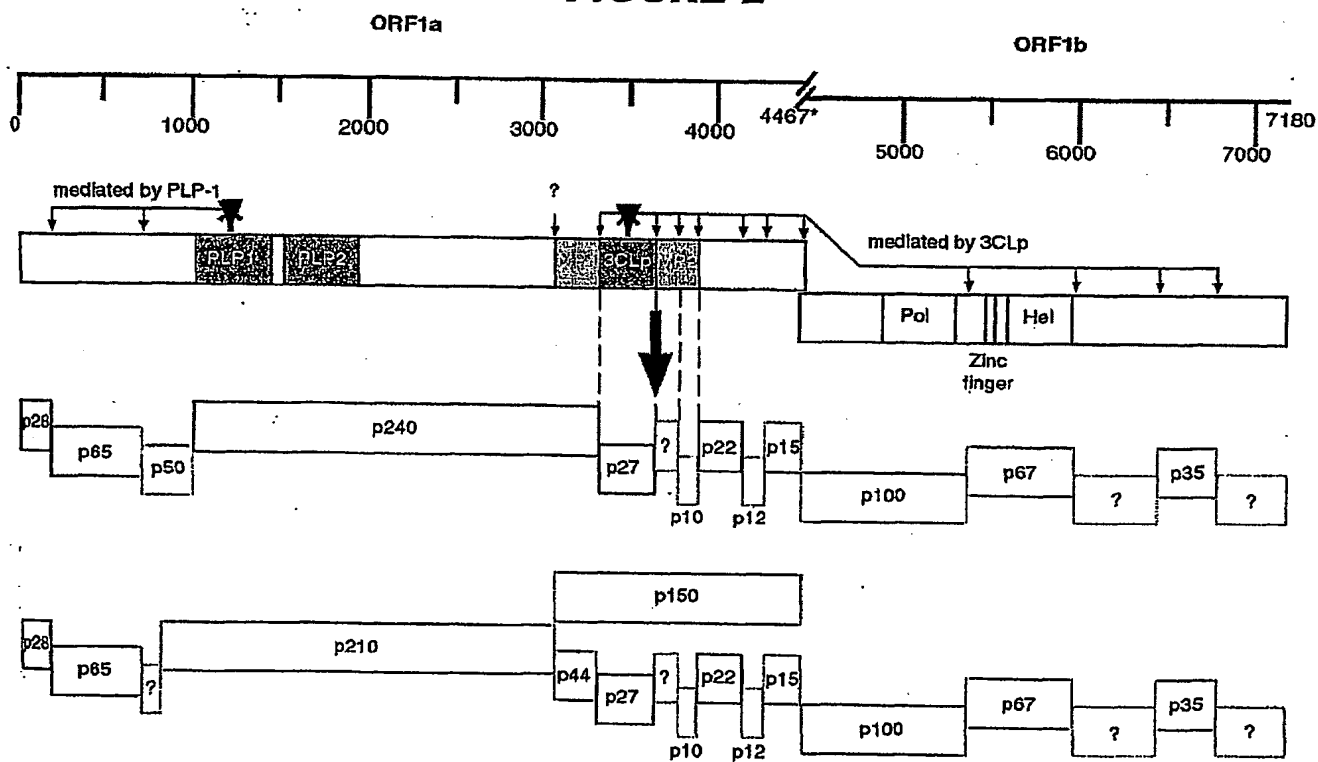 FIGURE 2
ORF1a
ORF1b
0 1000 2000 3000 4000 4467*
5000 6000 7000 7180
mediated by PLP-1
?
mediated by 3CLp
PLP1 PLP2 3CLp
Pol Hel
Zinc
finger
p28 p65 p50 p240 p27 ? p10 p22 p12 p15 p100 p67 ? p35 ?
p150
p28 p65 ? p210 p44 p27 ? p10 p22 p12 p15 p100 p67 ? p35 ?